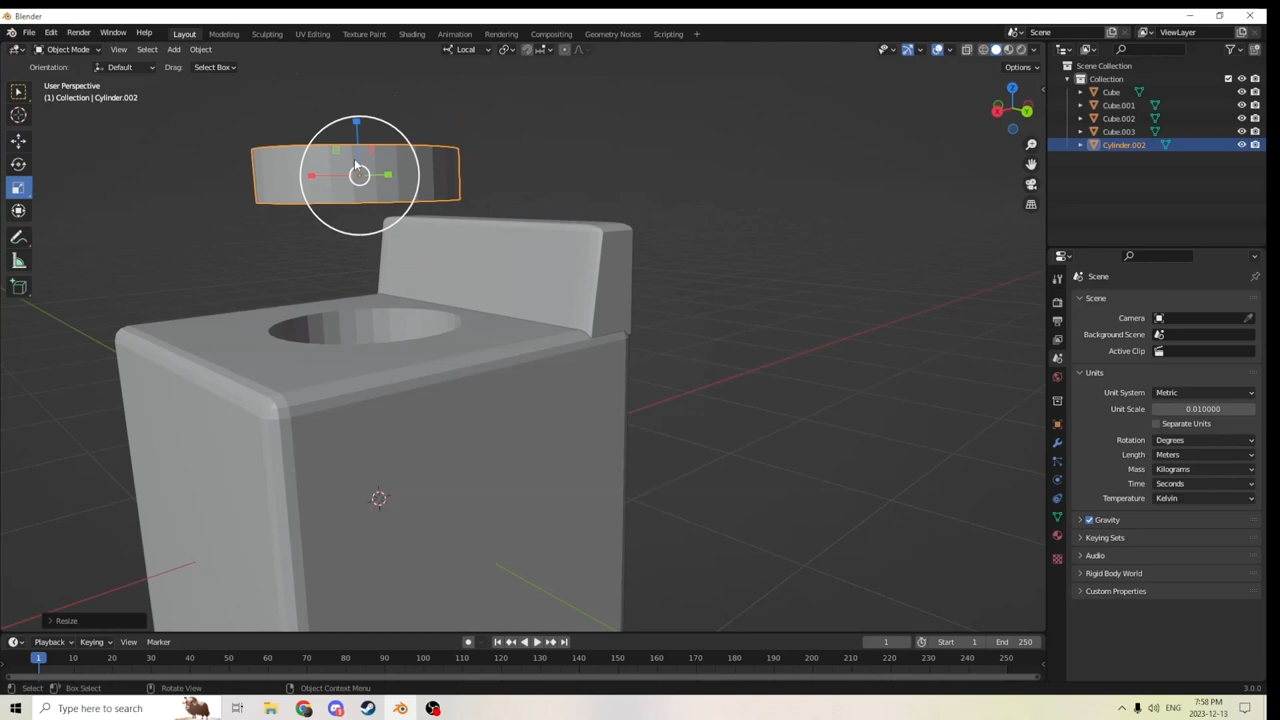 Blender
File Edit Render Window Help Layout Modeling Sculpting UV Editing Texture Paint Shading Animation Rendering Compositing Geometry Nodes Scripting + Scene ViewLayer
Object Mode View Select Add Object Local
Orientation: Default Drag: Select Box Options
User Perspective
(1) Collection | Cylinder.002
Z
X
Y
Resize
Scene Collection
Collection
Cube
Cube.001
Cube.002
Cube.003
Cylinder.002
Scene
Scene
Camera
Background Scene
Active Clip
Units
Unit System Metric
Unit Scale 0.010000
Separate Units
Rotation Degrees
Length Meters
Mass Kilograms
Time Seconds
Temperature Kelvin
Gravity
Keying Sets
Audio
Rigid Body World
Custom Properties
Playback Keying View Marker 1 Start 1 End 250
1 10 20 30 40 50 60 70 80 90 100 110 120 130 140 150 160 170 180 190 200 210 220 230 240 250
Select Box Select Rotate View Object Context Menu 3.0.0
Type here to search ENG 7:58 PM
2023-12-13